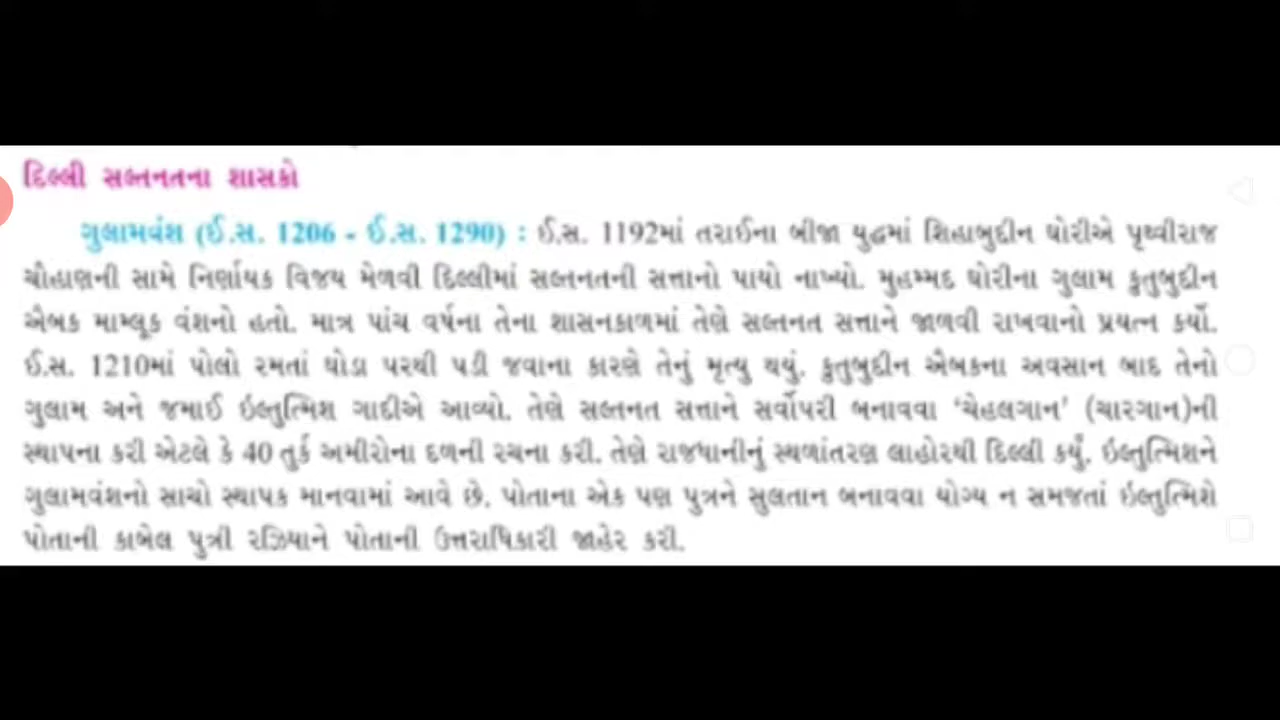 દિલ્લી સલ્તનતના શાસકો
ગુલામવંશ (ઈ.સ. 1206 - ઈ.સ. 1290) : ઈ.સ. 1192માં તરાઈના બીજા યુદ્ધમાં શિહાબુદ્દીન ઘોરીએ પૃથ્વીરાજ
ચૌહાણની સામે નિર્ણાયક વિજય મેળવી દિલ્લીમાં સલ્તનતની સત્તાનો પાયો નાખ્યો. મુહમ્મદ ઘોરીના ગુલામ કુતુબુદ્દીન
ઐબક મામ્લૂક વંશનો હતો. માત્ર પાંચ વર્ષના તેના શાસનકાળમાં તેણે સલ્તનત સત્તાને જાળવી રાખવાનો પ્રયત્ન કર્યો.
ઈ.સ. 1210માં પોલો રમતાં ઘોડા પરથી પડી જવાના કારણે તેનું મૃત્યુ થયું. કુતુબુદ્દીન ઐબકના અવસાન બાદ તેનો
ગુલામ અને જમાઈ ઇલ્તુત્મિશ ગાદીએ આવ્યો. તેણે સલ્તનત સત્તાને સર્વોપરી બનાવવા ‘ચેહલગાન’ (ચારગાન)ની
સ્થાપના કરી એટલે કે 40 તુર્ક અમીરોના દળની રચના કરી. તેણે રાજધાનીનું સ્થળાંતરણ લાહોરથી દિલ્લી કર્યું. ઇલ્તુત્મિશને
ગુલામવંશનો સાચો સ્થાપક માનવામાં આવે છે. પોતાના એક પણ પુત્રને સુલતાન બનાવવા યોગ્ય ન સમજતાં ઇલ્તુત્મિશે
પોતાની કાબેલ પુત્રી રઝિયાને પોતાની ઉત્તરાધિકારી જાહેર કરી.